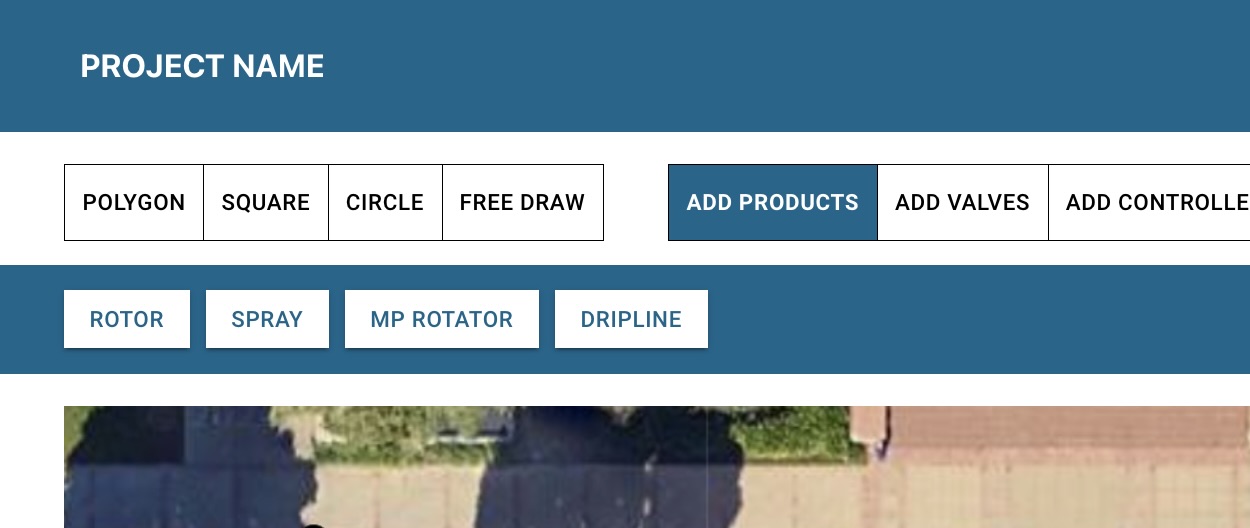 PROJECT NAME
POLYGON SQUARE CIRCLE FREE DRAW ADD PRODUCTS ADD VALVES ADD CONTROLLE
ROTOR SPRAY MP ROTATOR DRIPLINE